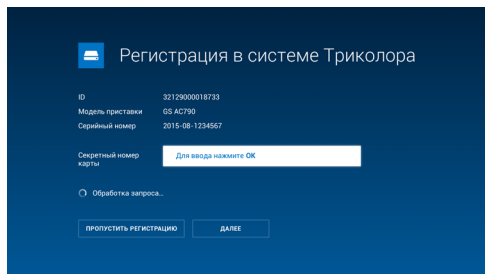 Регистрация в системе Триколора
ID 32129000018733
Модель приставки GS AC790
Серийный номер 2015-08-1234567
Секретный номер
карты
Для ввода нажмите ОК
Обработка запроса...
ПРОПУСТИТЬ РЕГИСТРАЦИЮ ДАЛЕЕ